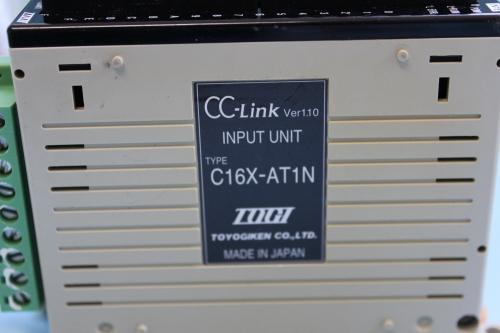 CC-Link Ver1.10
INPUT UNIT
TYPE
C16X-AT1N
TOGI
TOYOGIKEN CO.,LTD.
MADE IN JAPAN